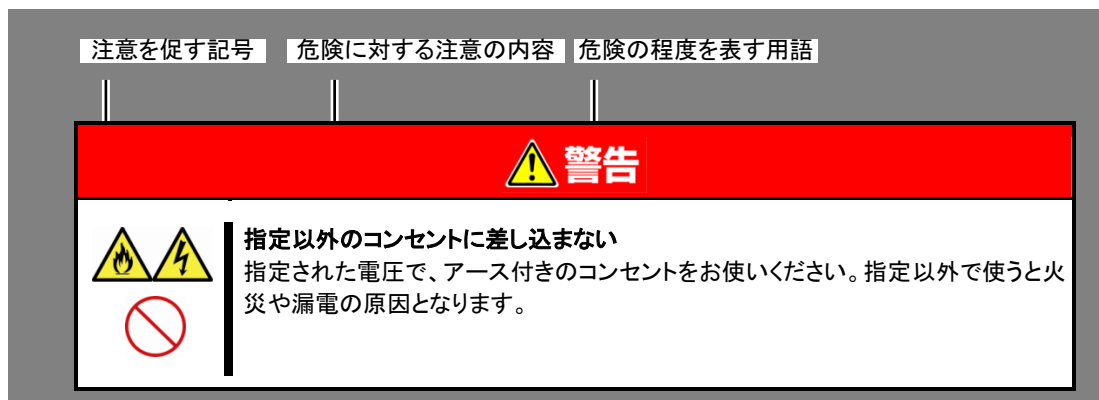 注意を促す記号 危険に対する注意の内容 危険の程度を表す用語
警告
指定以外のコンセントに差し込まない
指定された電圧で、アース付きのコンセントをお使いください。指定以外で使うと火
災や漏電の原因となります。